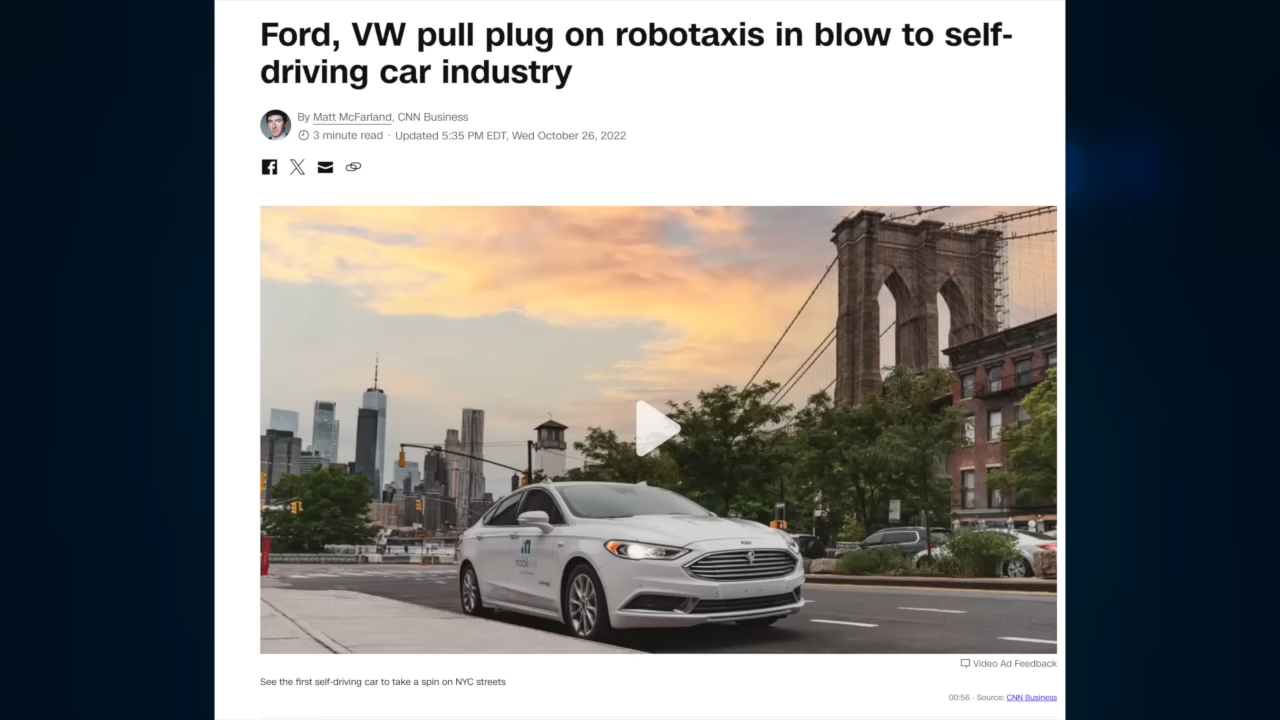 Ford, VW pull plug on robotaxis in blow to self-
driving car industry
By Matt McFarland, CNN Business
3 minute read · Updated 5:35 PM EDT, Wed October 26, 2022
Video Ad Feedback
See the first self-driving car to take a spin on NYC streets
00:56 - Source: CNN Business